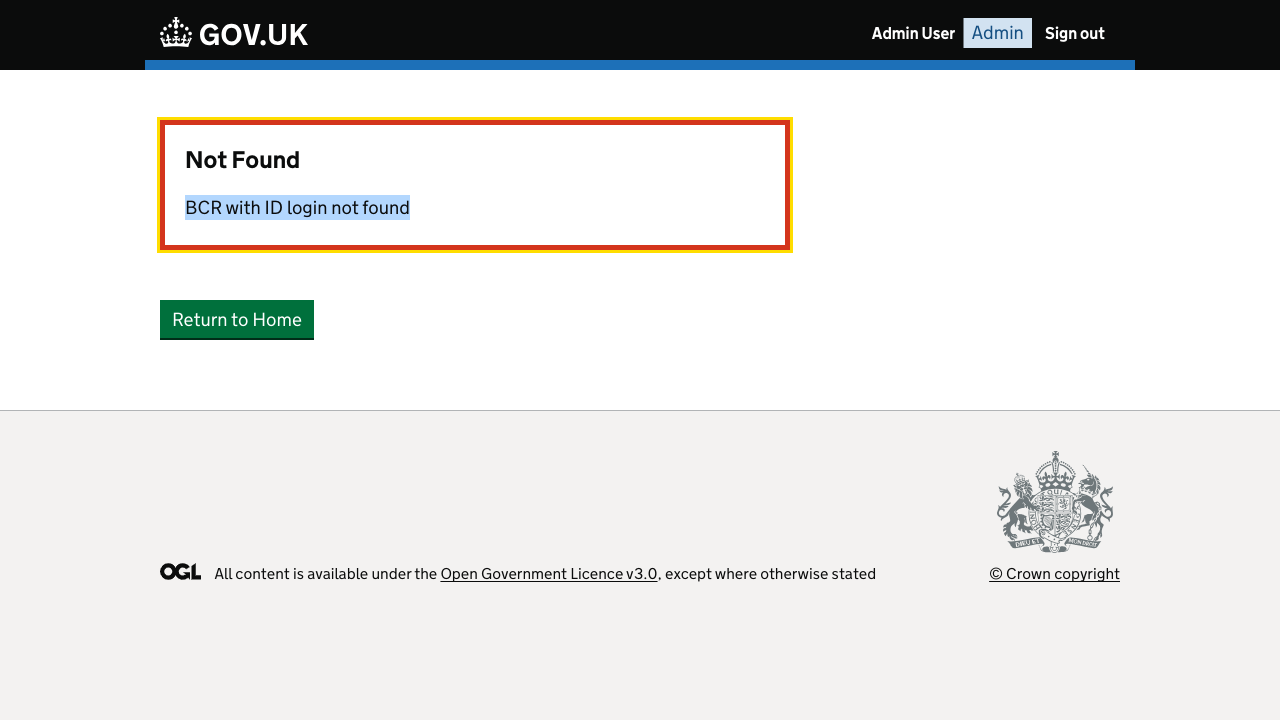 GOV.UK
Admin User Admin Sign out
Not Found
BCR with ID login not found
Return to Home
OGL All content is available under the Open Government Licence v3.0, except where otherwise stated
© Crown copyright